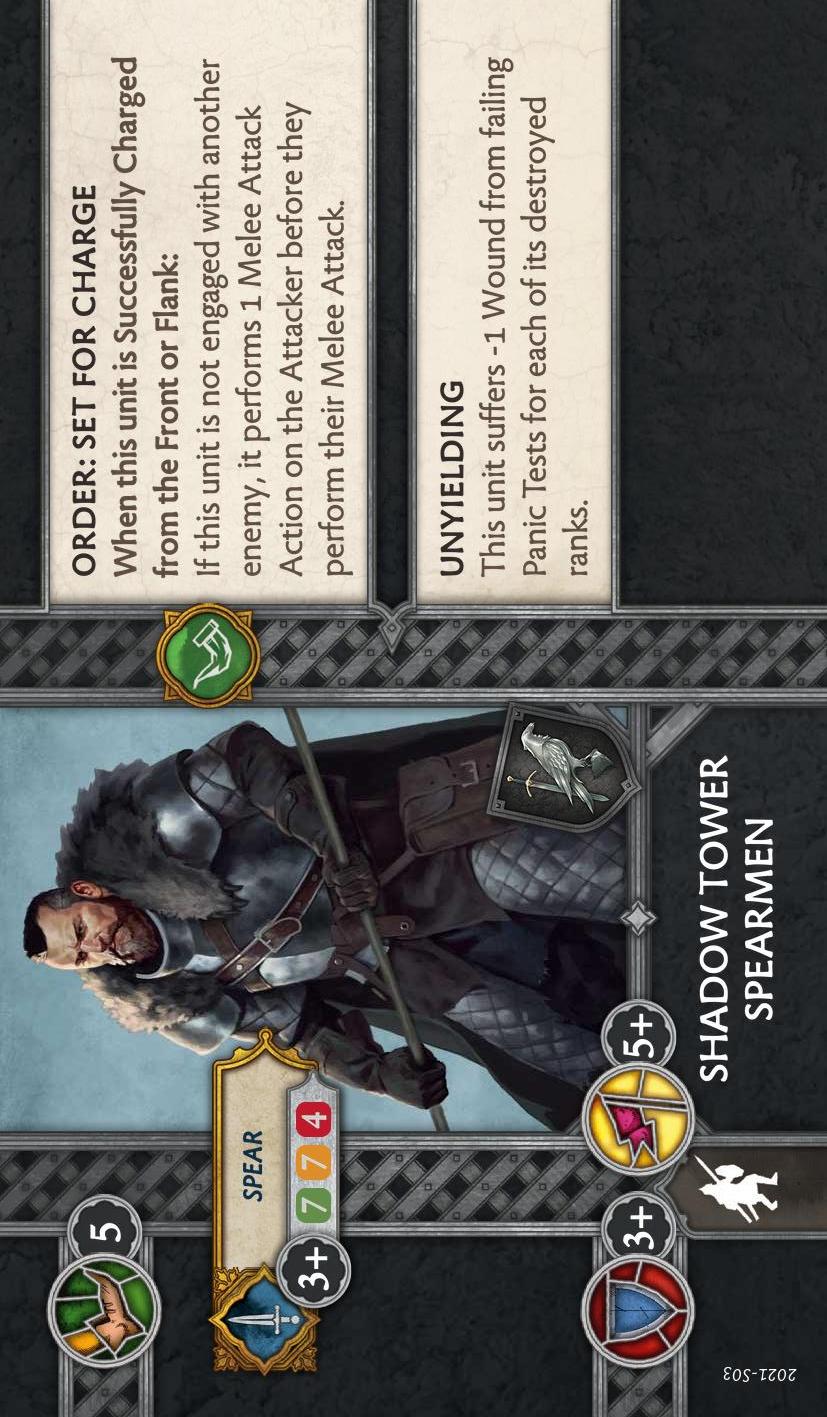 5
SPEAR
3+
7 7 4
3+
5+
SHADOW TOWER
SPEARMEN
ORDER: SET FOR CHARGE
When this unit is Successfully Charged
from the Front or Flank:
If this unit is not engaged with another
enemy, it performs 1 Melee Attack
Action on the Attacker before they
perform their Melee Attack.
UNYIELDING
This unit suffers -1 Wound from failing
Panic Tests for each of its destroyed
ranks.
2021-S03